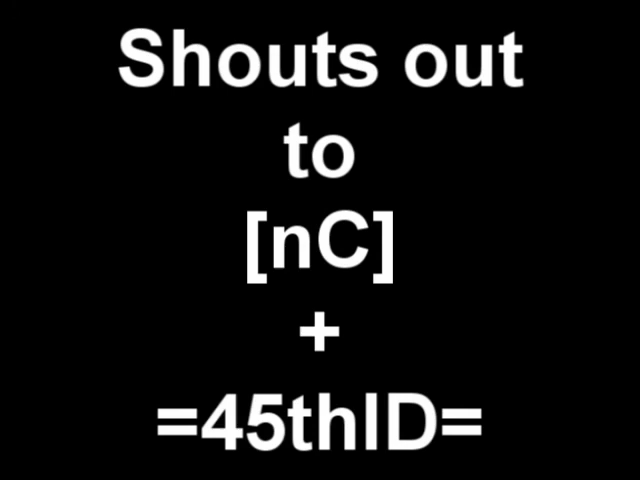 Shouts out
to
[nC]
+
=45thID=